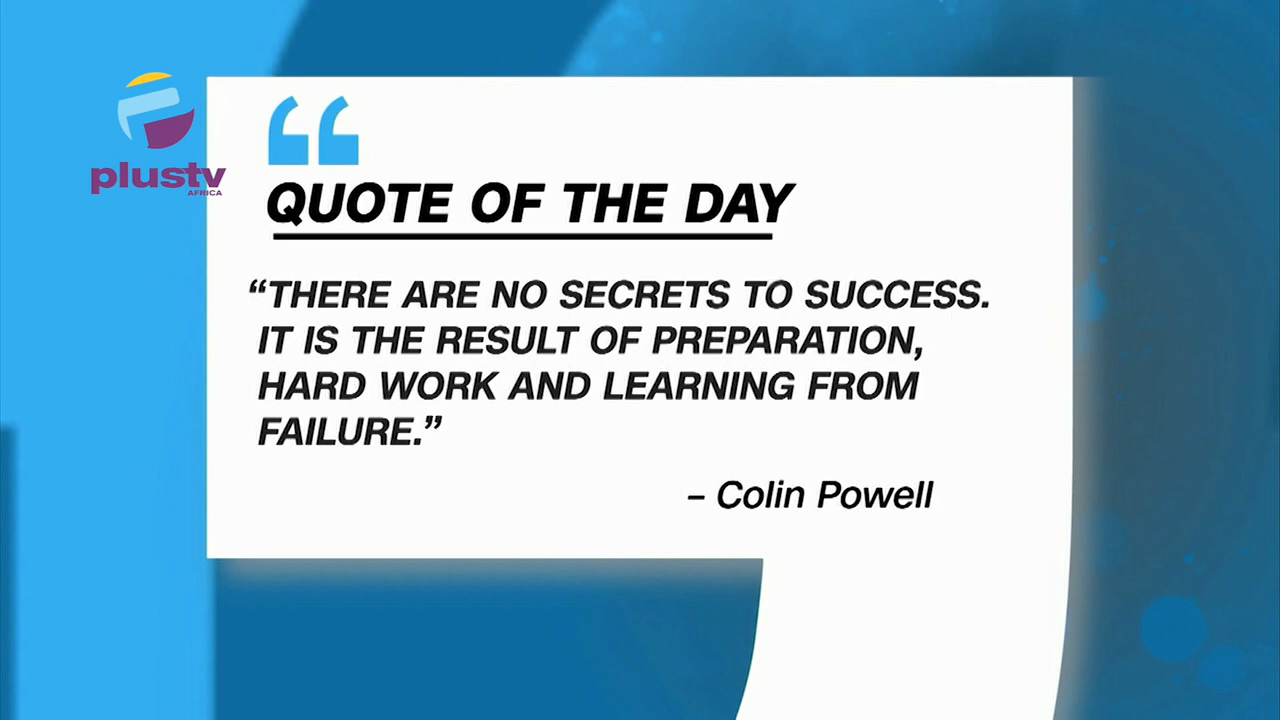 plustv
AFRICA
“
QUOTE OF THE DAY
“THERE ARE NO SECRETS TO SUCCESS.
IT IS THE RESULT OF PREPARATION,
HARD WORK AND LEARNING FROM
FAILURE.”
– Colin Powell